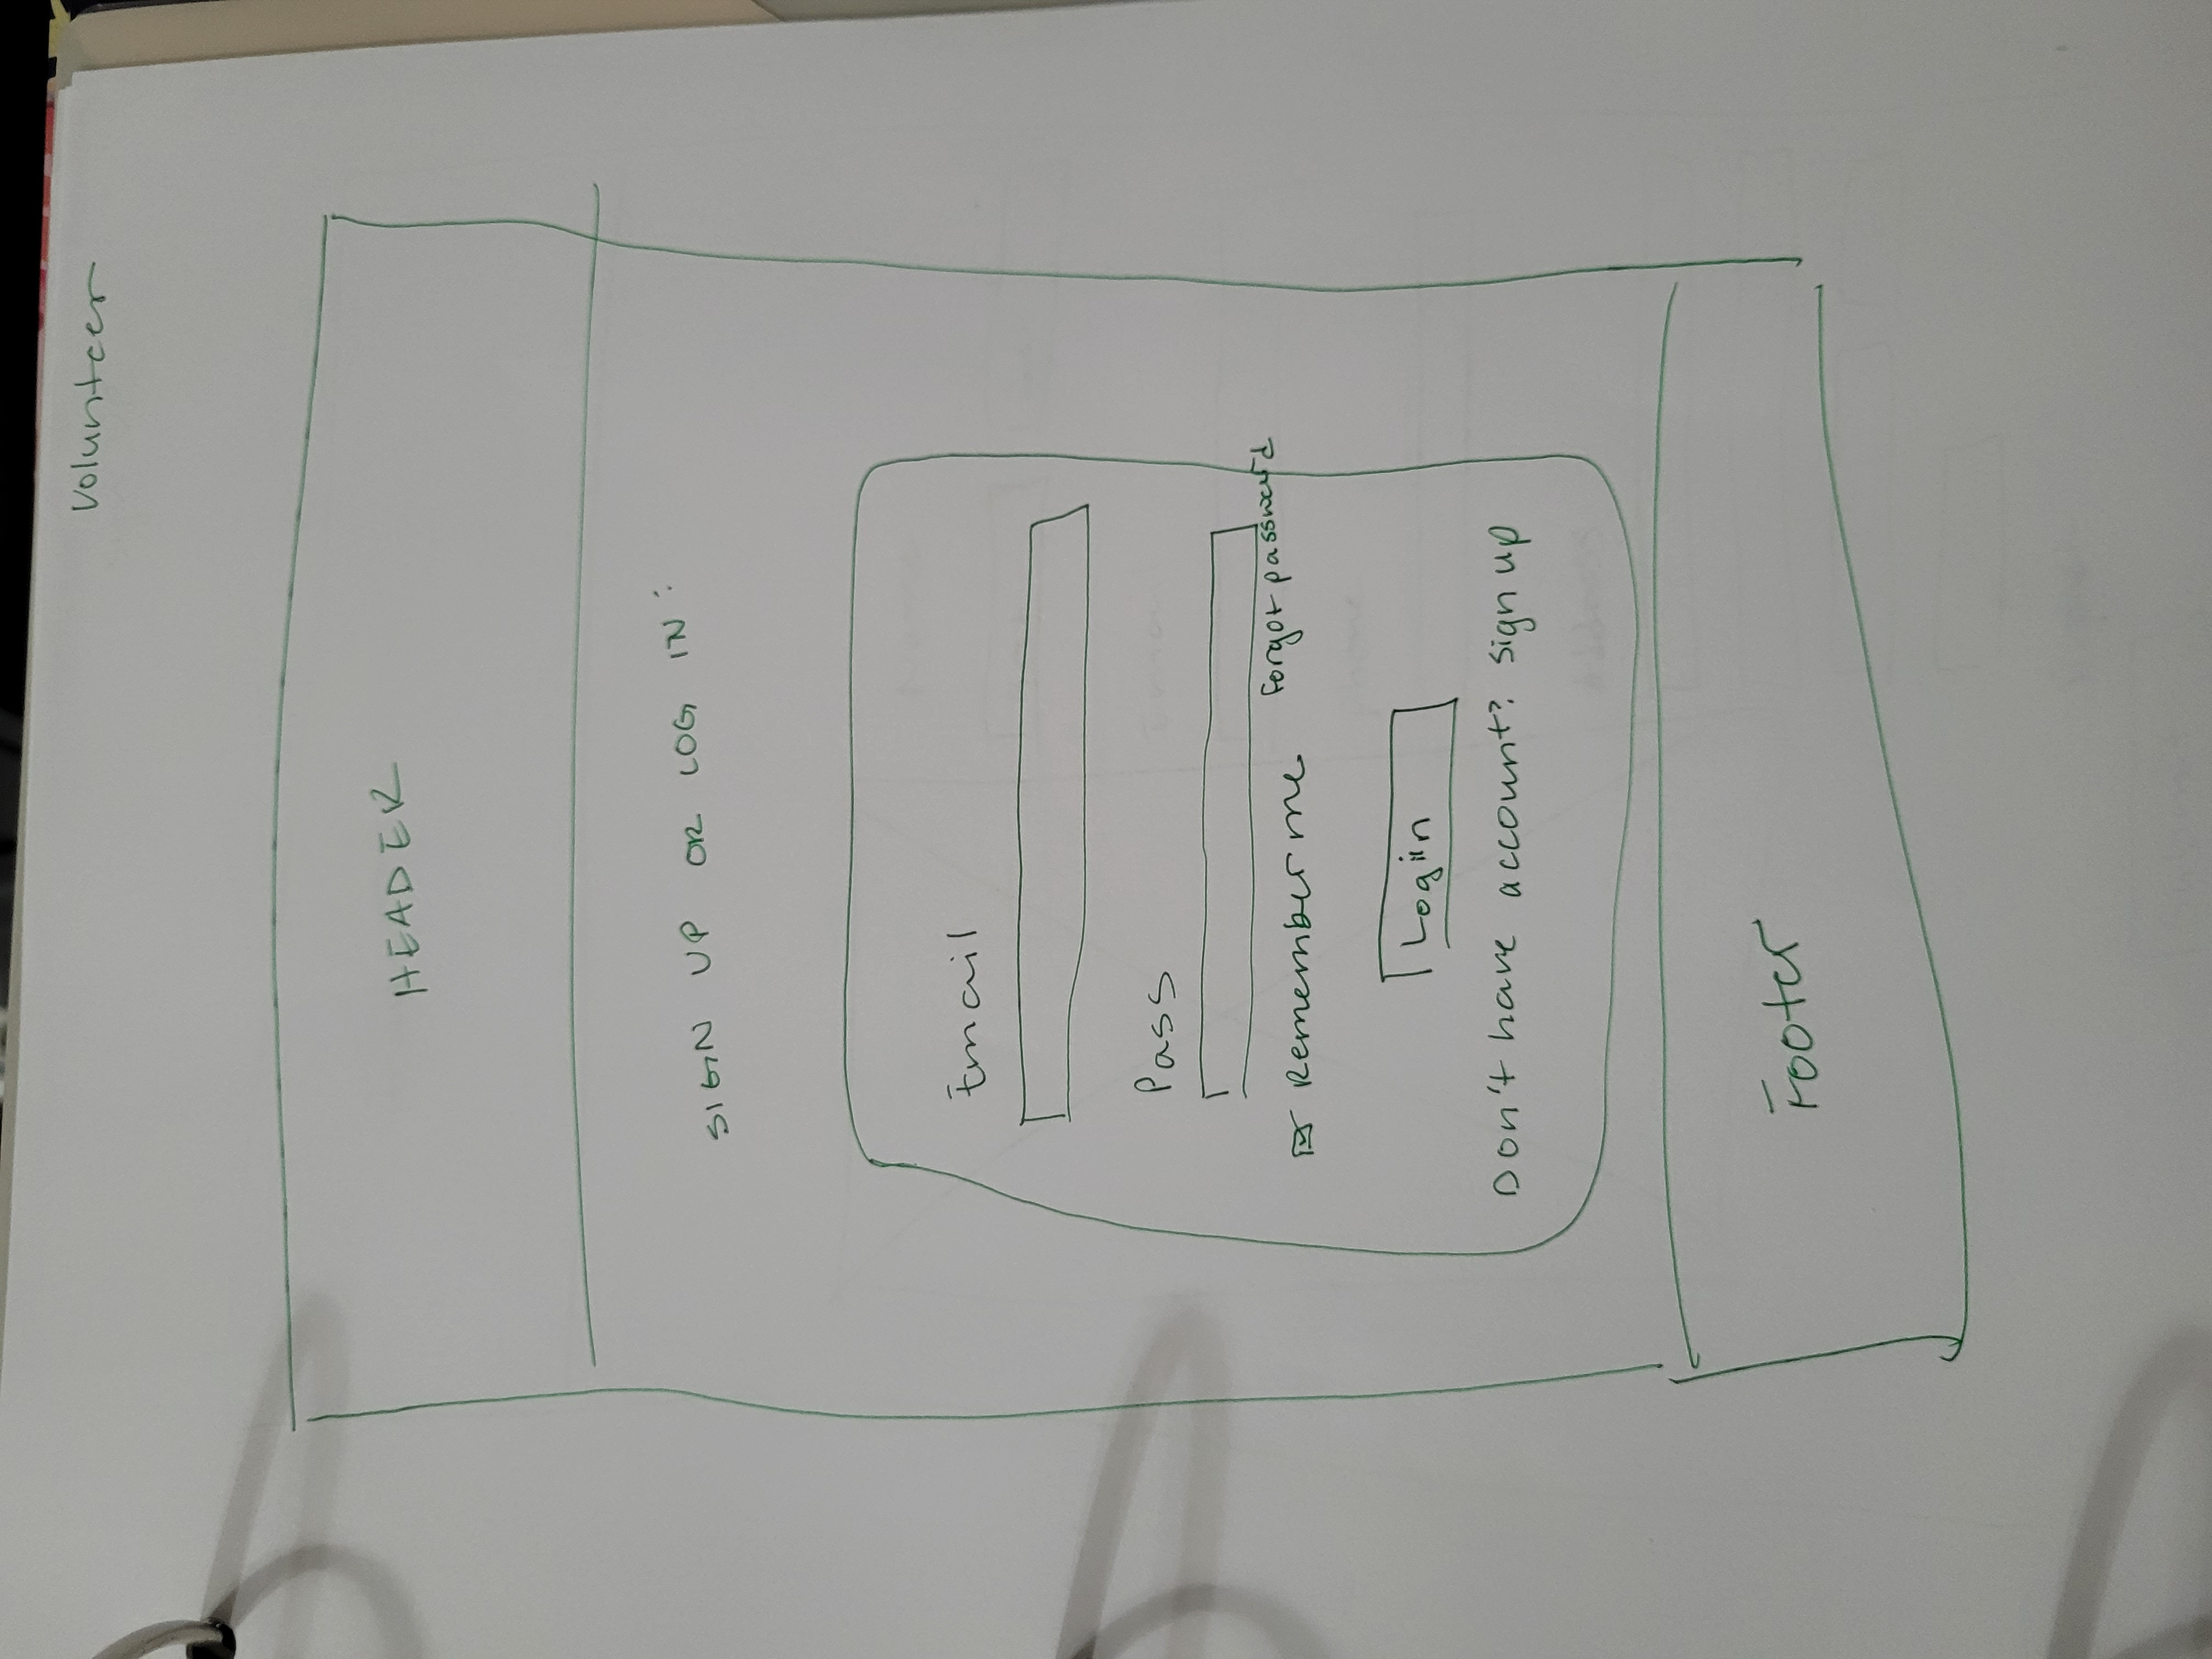 Volunteer
HEADER
SIGN UP OR LOG IN:
Email
Pass
Forgot password
Remember me
Login
Don't have account? Sign up
Footer